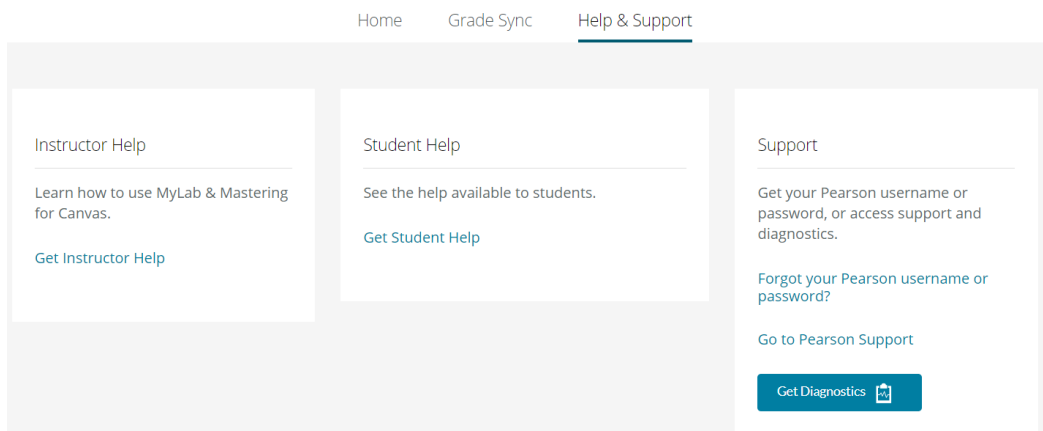 Home Grade Sync Help & Support
Instructor Help
Learn how to use MyLab & Mastering
for Canvas.
Get Instructor Help
Student Help
See the help available to students.
Get Student Help
Support
Get your Pearson username or
password, or access support and
diagnostics.
Forgot your Pearson username or
password?
Go to Pearson Support
Get Diagnostics